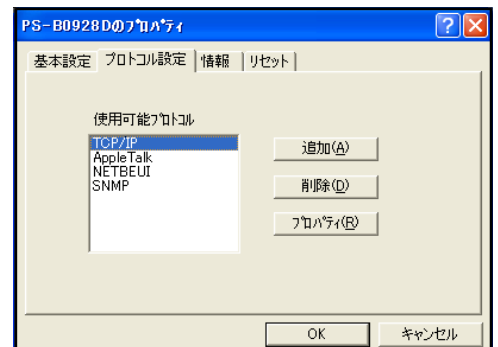 PS-B0928Dのﾌﾟﾛﾊﾟﾃｨ
基本設定 プロトコル設定 情報 リセット
使用可能ﾌﾟﾛﾄｺﾙ
TCP/IP
AppleTalk
NETBEUI
SNMP
追加(A)
削除(D)
ﾌﾟﾛﾊﾟﾃｨ(R)
OK キャンセル